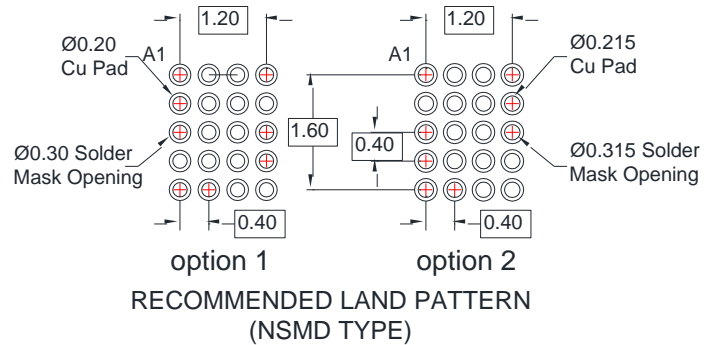 1.20
1.20
Ø0.20
Cu Pad
A1
A1
Ø0.215
Cu Pad
1.60
0.40
Ø0.30 Solder
Mask Opening
Ø0.315 Solder
Mask Opening
0.40
0.40
option 1
option 2
RECOMMENDED LAND PATTERN
(NSMD TYPE)